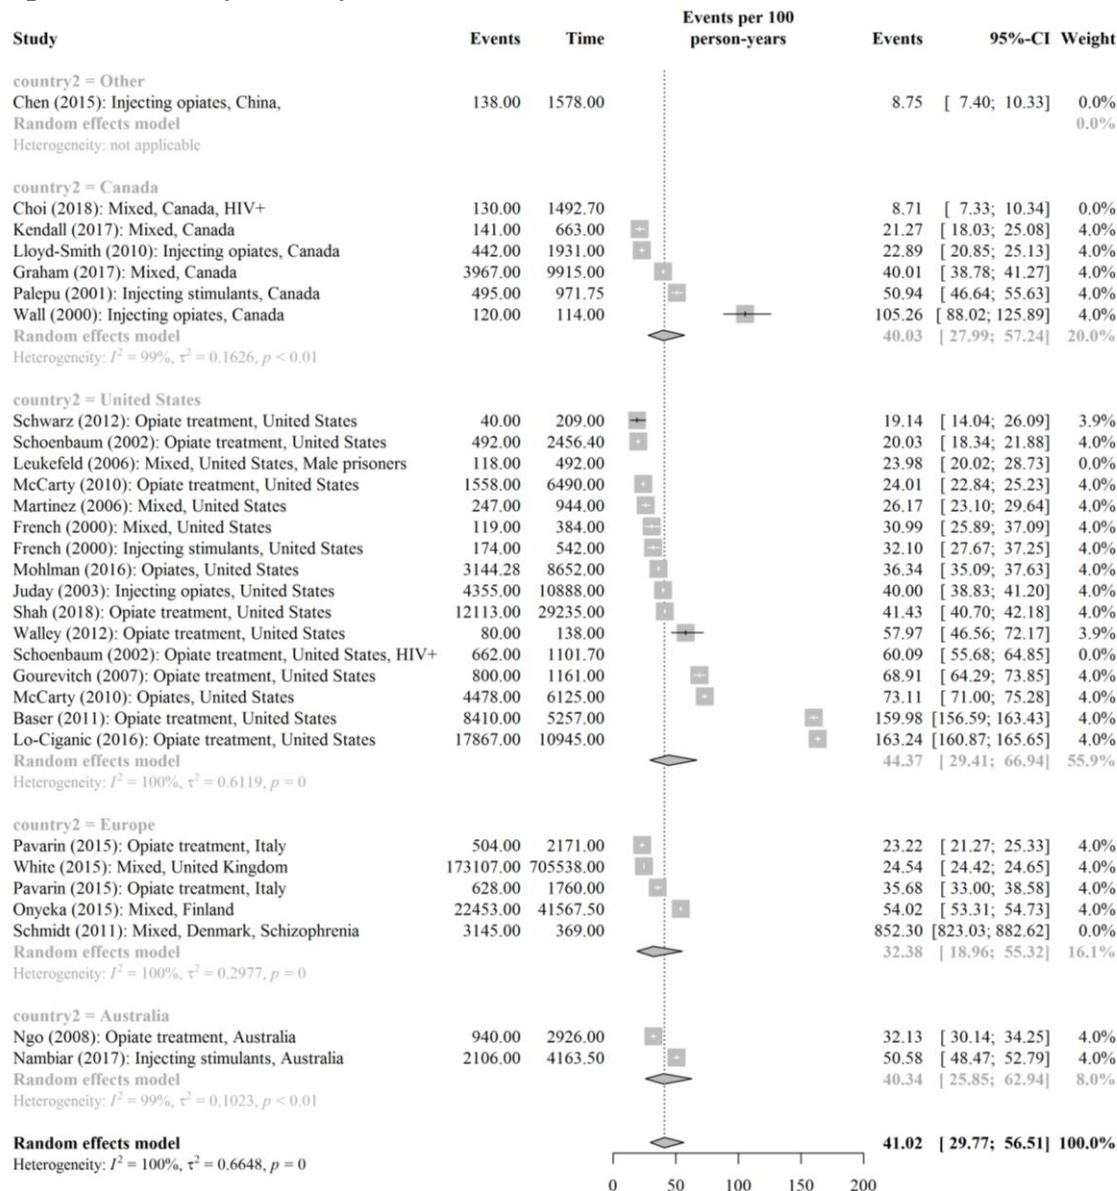 Events per 100
Study Events Time person-years Events 95%-CI Weight
country2 = Other
Chen (2015): Injecting opiates, China, 138.00 1578.00 8.75 [ 7.40; 10.33] 0.0%
Random effects model 0.0%
Heterogeneity: not applicable
country2 = Canada
Choi (2018): Mixed, Canada, HIV+ 130.00 1492.70 8.71 [ 7.33; 10.34] 0.0%
Kendall (2017): Mixed, Canada 141.00 663.00 21.27 [ 18.03; 25.08] 4.0%
Lloyd-Smith (2010): Injecting opiates, Canada 442.00 1931.00 22.89 [ 20.85; 25.13] 4.0%
Graham (2017): Mixed, Canada 3967.00 9915.00 40.01 [ 38.78; 41.27] 4.0%
Palepu (2001): Injecting stimulants, Canada 495.00 971.75 50.94 [ 46.64; 55.63] 4.0%
Wall (2000): Injecting opiates, Canada 120.00 114.00 105.26 [ 88.02; 125.89] 4.0%
Random effects model 40.03 [ 27.99; 57.24] 20.0%
Heterogeneity: I² = 99%, τ² = 0.1626, p < 0.01
country2 = United States
Schwarz (2012): Opiate treatment, United States 40.00 209.00 19.14 [ 14.04; 26.09] 3.9%
Schoenbaum (2002): Opiate treatment, United States 492.00 2456.40 20.03 [ 18.34; 21.88] 4.0%
Leukefeld (2006): Mixed, United States, Male prisoners 118.00 492.00 23.98 [ 20.02; 28.73] 0.0%
McCarty (2010): Opiate treatment, United States 1558.00 6490.00 24.01 [ 22.84; 25.23] 4.0%
Martinez (2006): Mixed, United States 247.00 944.00 26.17 [ 23.10; 29.64] 4.0%
French (2000): Mixed, United States 119.00 384.00 30.99 [ 25.89; 37.09] 4.0%
French (2000): Injecting stimulants, United States 174.00 542.00 32.10 [ 27.67; 37.25] 4.0%
Mohlman (2016): Opiates, United States 3144.28 8652.00 36.34 [ 35.09; 37.63] 4.0%
Juday (2003): Injecting opiates, United States 4355.00 10888.00 40.00 [ 38.83; 41.20] 4.0%
Shah (2018): Opiate treatment, United States 12113.00 29235.00 41.43 [ 40.70; 42.18] 4.0%
Walley (2012): Opiate treatment, United States 80.00 138.00 57.97 [ 46.56; 72.17] 3.9%
Schoenbaum (2002): Opiate treatment, United States, HIV+ 662.00 1101.70 60.09 [ 55.68; 64.85] 0.0%
Gourevitch (2007): Opiate treatment, United States 800.00 1161.00 68.91 [ 64.29; 73.85] 4.0%
McCarty (2010): Opiates, United States 4478.00 6125.00 73.11 [ 71.00; 75.28] 4.0%
Baser (2011): Opiate treatment, United States 8410.00 5257.00 159.98 [156.59; 163.43] 4.0%
Lo-Ciganic (2016): Opiate treatment, United States 17867.00 10945.00 163.24 [160.87; 165.65] 4.0%
Random effects model 44.37 [ 29.41; 66.94] 55.9%
Heterogeneity: I² = 100%, τ² = 0.6119, p = 0
country2 = Europe
Pavarin (2015): Opiate treatment, Italy 504.00 2171.00 23.22 [ 21.27; 25.33] 4.0%
White (2015): Mixed, United Kingdom 173107.00 705538.00 24.54 [ 24.42; 24.65] 4.0%
Pavarin (2015): Opiate treatment, Italy 628.00 1760.00 35.68 [ 33.00; 38.58] 4.0%
Onyeka (2015): Mixed, Finland 22453.00 41567.50 54.02 [ 53.31; 54.73] 4.0%
Schmidt (2011): Mixed, Denmark, Schizophrenia 3145.00 369.00 852.30 [823.03; 882.62] 0.0%
Random effects model 32.38 [ 18.96; 55.32] 16.1%
Heterogeneity: I² = 100%, τ² = 0.2977, p = 0
country2 = Australia
Ngo (2008): Opiate treatment, Australia 940.00 2926.00 32.13 [ 30.14; 34.25] 4.0%
Nambiar (2017): Injecting stimulants, Australia 2106.00 4163.50 50.58 [ 48.47; 52.79] 4.0%
Random effects model 40.34 [ 25.85; 62.94] 8.0%
Heterogeneity: I² = 99%, τ² = 0.1023, p < 0.01
Random effects model 41.02 [ 29.77; 56.51] 100.0%
Heterogeneity: I² = 100%, τ² = 0.6648, p = 0
0 50 100 150 200